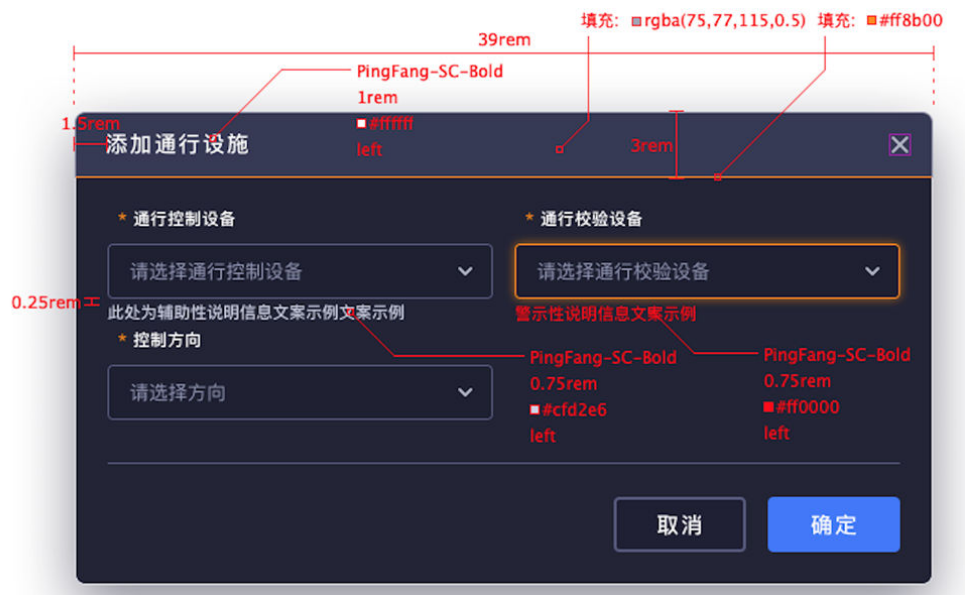 填充: rgba(75,77,115,0.5) 填充: #ff8b00
39rem
PingFang-SC-Bold
1rem
#ffffff
left
1.5rem
添加通行设施
3rem
* 通行控制设备
* 通行校验设备
请选择通行控制设备
请选择通行校验设备
0.25rem
此处为辅助性说明信息文案示例文案示例
警示性说明信息文案示例
* 控制方向
请选择方向
PingFang-SC-Bold
0.75rem
#cfd2e6
left
PingFang-SC-Bold
0.75rem
#ff0000
left
取消
确定